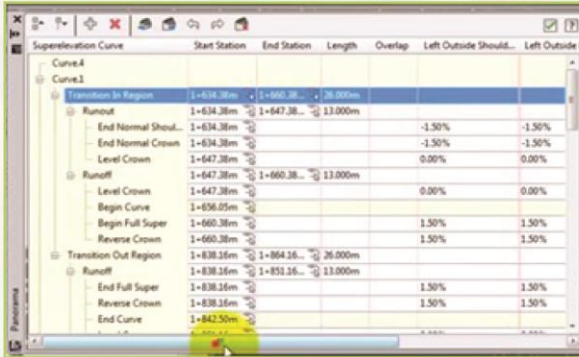 Superelevation Curve Start Station End Station Length Overlap Left Outside Should... Left Outside
Curve.4
Curve.1
Transition In Region 1+634.38m 1+660.38... 26.000m
Runout 1+634.38m 1+647.38... 13.000m
End Normal Shoul... 1+634.38m -1.50% -1.50%
End Normal Crown 1+634.38m -1.50% -1.50%
Level Crown 1+647.38m 0.00% 0.00%
Runoff 1+647.38m 1+660.38... 13.000m
Level Crown 1+647.38m 0.00% 0.00%
Begin Curve 1+656.05m
Begin Full Super 1+660.38m 1.50% 1.50%
Reverse Crown 1+660.38m 1.50% 1.50%
Transition Out Region 1+838.16m 1+864.16... 26.000m
Runoff 1+838.16m 1+851.16... 13.000m
End Full Super 1+838.16m 1.50% 1.50%
Reverse Crown 1+838.16m 1.50% 1.50%
End Curve 1+842.50m
Panorama